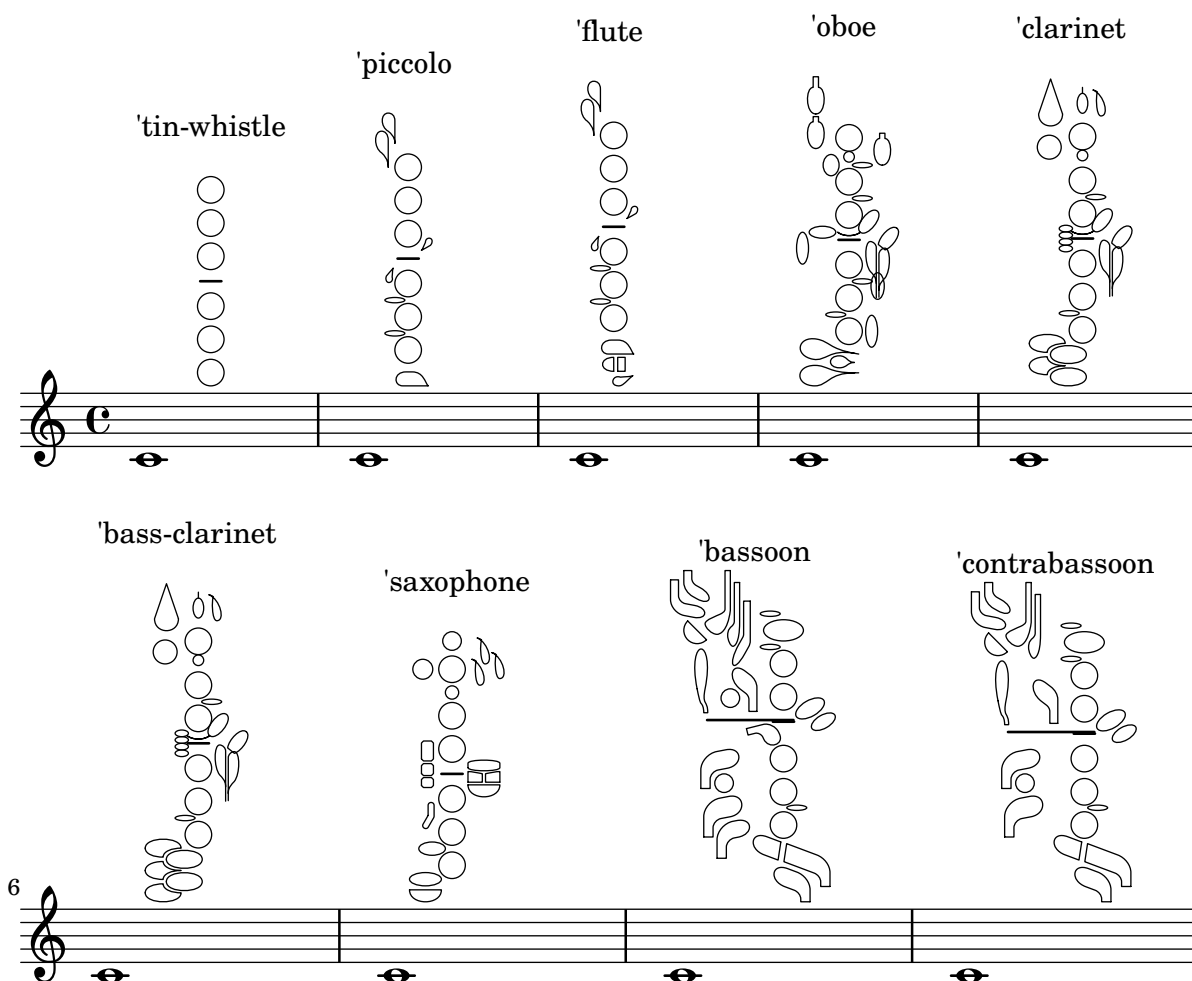 'tin-whistle
'piccolo
'flute
'oboe
'clarinet
'bass-clarinet
'saxophone
'bassoon
'contrabassoon
6